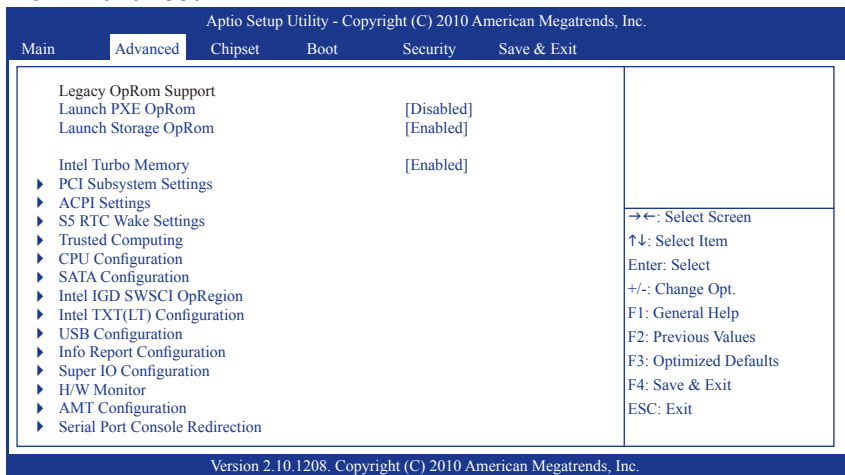 Aptio Setup Utility - Copyright (C) 2010 American Megatrends, Inc.
Main Advanced Chipset Boot Security Save & Exit
Legacy OpRom Support
Launch PXE OpRom [Disabled]
Launch Storage OpRom [Enabled]
Intel Turbo Memory [Enabled]
PCI Subsystem Settings
ACPI Settings
S5 RTC Wake Settings
Trusted Computing
CPU Configuration
SATA Configuration
Intel IGD SWSCI OpRegion
Intel TXT(LT) Configuration
USB Configuration
Info Report Configuration
Super IO Configuration
H/W Monitor
AMT Configuration
Serial Port Console Redirection
→←: Select Screen
↑↓: Select Item
Enter: Select
+/-: Change Opt.
F1: General Help
F2: Previous Values
F3: Optimized Defaults
F4: Save & Exit
ESC: Exit
Version 2.10.1208. Copyright (C) 2010 American Megatrends, Inc.